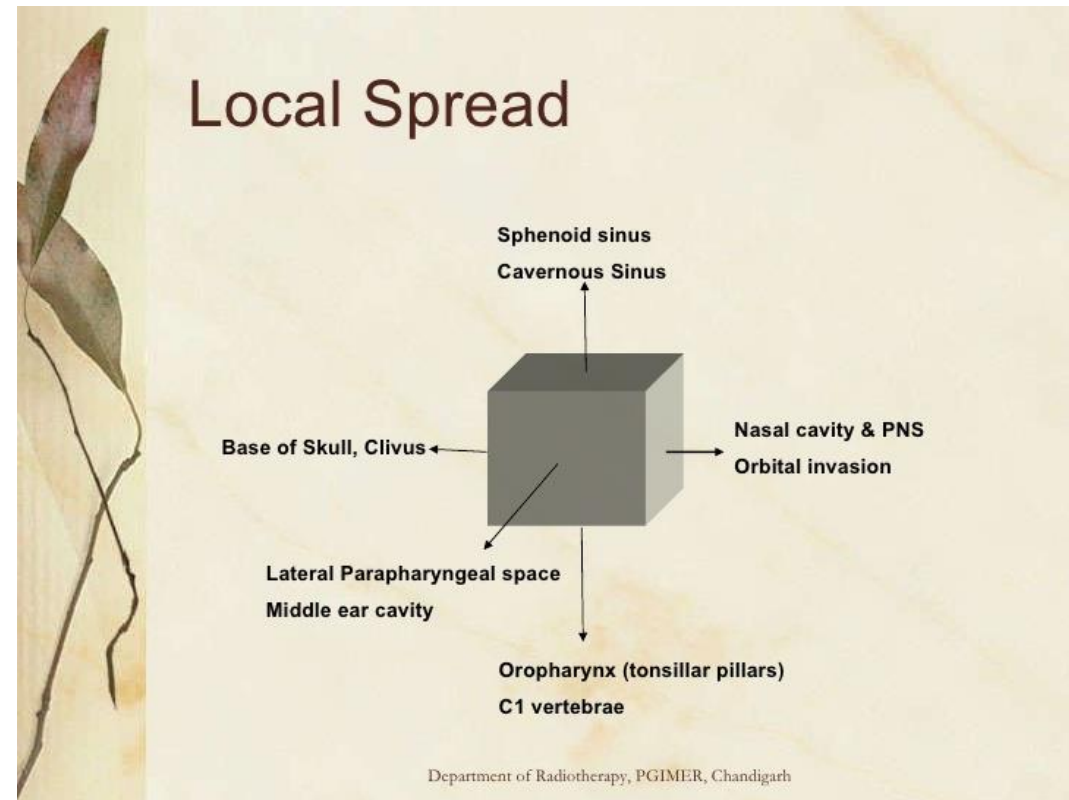 Local Spread
Sphenoid sinus
Cavernous Sinus
Nasal cavity & PNS
Orbital invasion
Base of Skull, Clivus
Lateral Parapharyngeal space
Middle ear cavity
Oropharynx (tonsillar pillars)
C1 vertebrae
Department of Radiotherapy, PGIMER, Chandigarh